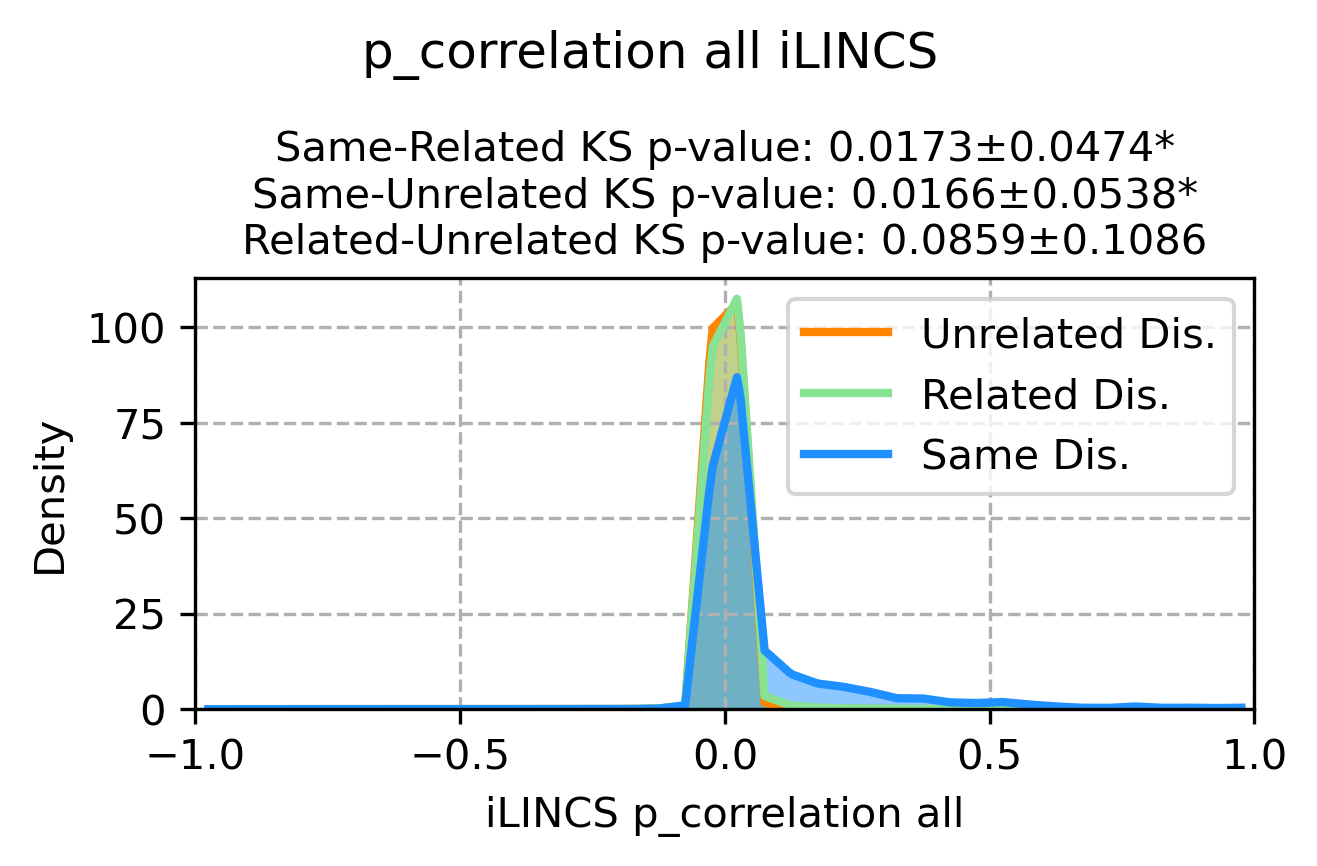 p_correlation all iLINCS
Same-Related KS p-value: 0.0173±0.0474*
Same-Unrelated KS p-value: 0.0166±0.0538*
Related-Unrelated KS p-value: 0.0859±0.1086
100
75
50
25
0
Density
Unrelated Dis.
Related Dis.
Same Dis.
−1.0
−0.5
0.0
0.5
1.0
iLINCS p_correlation all